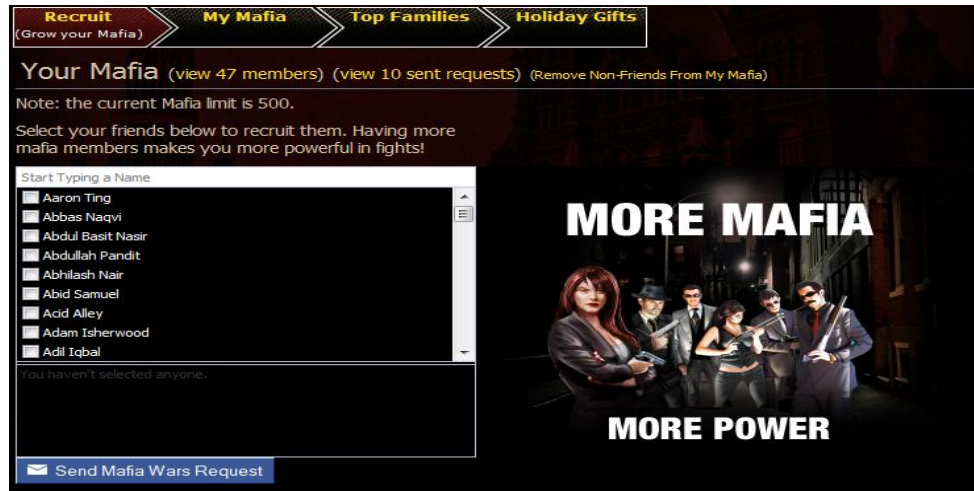 Recruit
(Grow your Mafia)
My Mafia
Top Families
Holiday Gifts
Your Mafia (view 47 members) (view 10 sent requests) (Remove Non-Friends From My Mafia)
Note: the current Mafia limit is 500.
Select your friends below to recruit them. Having more
mafia members makes you more powerful in fights!
Start Typing a Name
Aaron Ting
Abbas Naqvi
Abdul Basit Nasir
Abdullah Pandit
Abhilash Nair
Abid Samuel
Acid Alley
Adam Isherwood
Adil Iqbal
You haven't selected anyone.
Send Mafia Wars Request
MORE MAFIA
MORE POWER